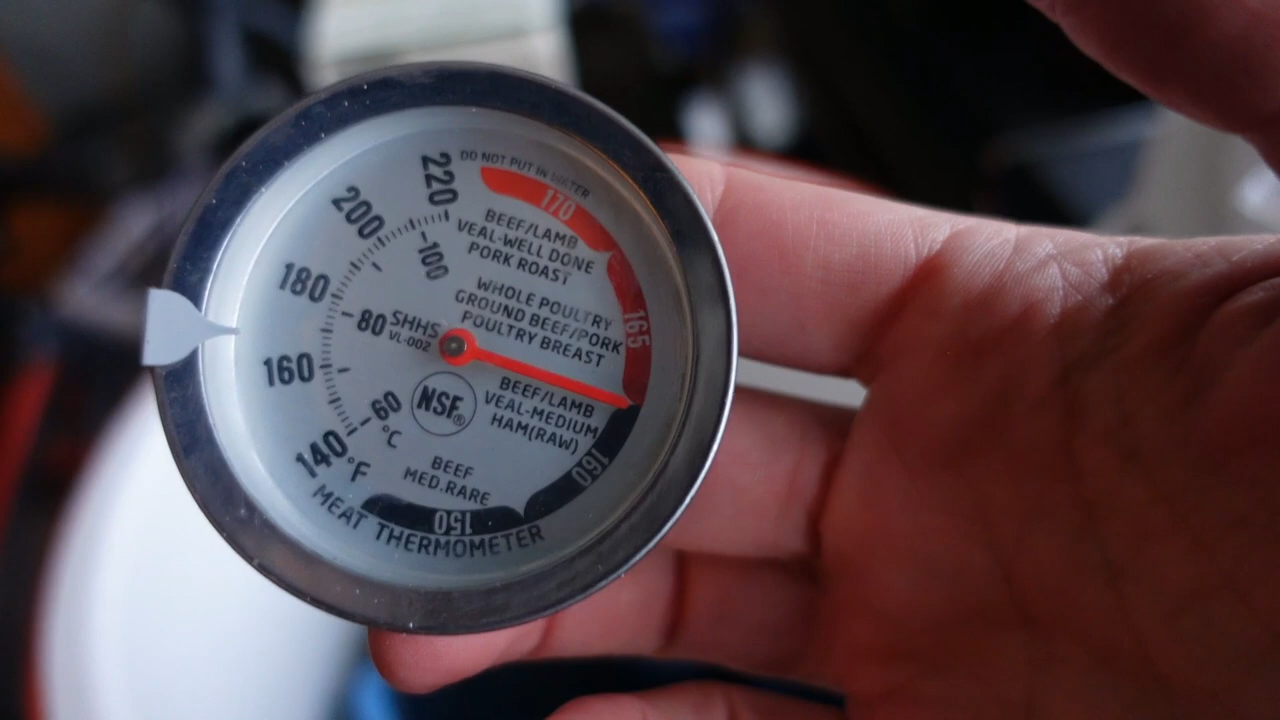 DO NOT PUT IN WATER
220
200
180
160
140 °F
100
80
60
°C
170
BEEF/LAMB
VEAL-WELL DONE
PORK ROAST
165
WHOLE POULTRY
GROUND BEEF/PORK
POULTRY BREAST
SHHS
VL-002
NSF®
BEEF/LAMB
VEAL-MEDIUM
HAM(RAW)
160
BEEF
MED.RARE
150
MEAT THERMOMETER